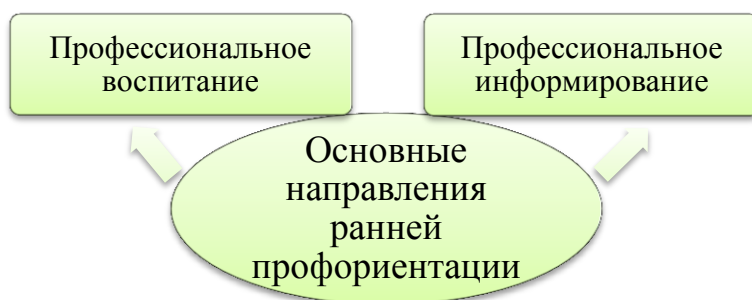 Профессиональное
воспитание
Профессиональное
информирование
Основные
направления
ранней
профориентации